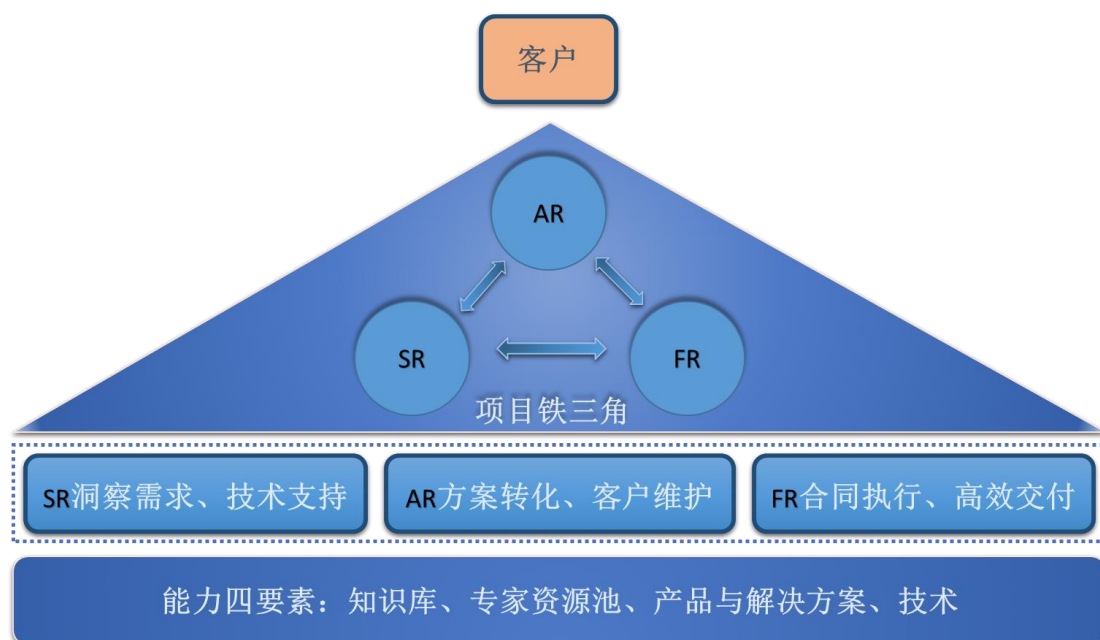 客户
AR
SR
FR
项目铁三角
SR洞察需求、技术支持
AR方案转化、客户维护
FR合同执行、高效交付
能力四要素：知识库、专家资源池、产品与解决方案、技术